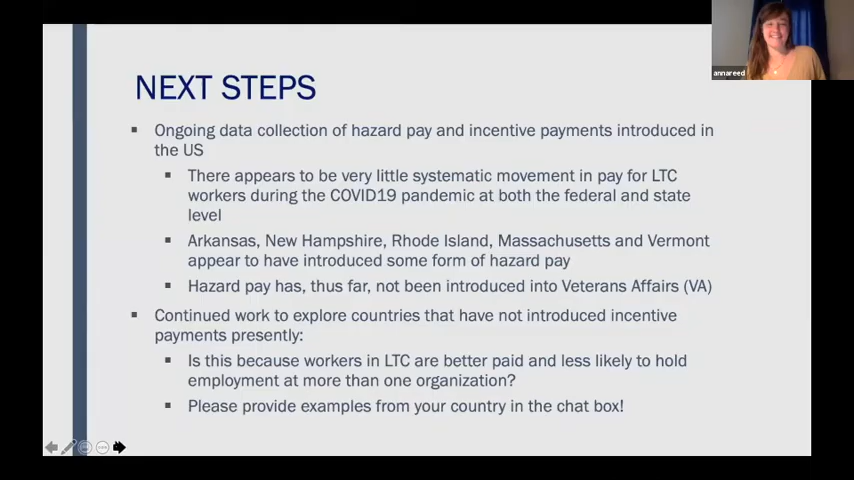 annareed
NEXT STEPS
▪ Ongoing data collection of hazard pay and incentive payments introduced in
the US
▪ There appears to be very little systematic movement in pay for LTC
workers during the COVID19 pandemic at both the federal and state
level
▪ Arkansas, New Hampshire, Rhode Island, Massachusetts and Vermont
appear to have introduced some form of hazard pay
▪ Hazard pay has, thus far, not been introduced into Veterans Affairs (VA)
▪ Continued work to explore countries that have not introduced incentive
payments presently:
▪ Is this because workers in LTC are better paid and less likely to hold
employment at more than one organization?
▪ Please provide examples from your country in the chat box!